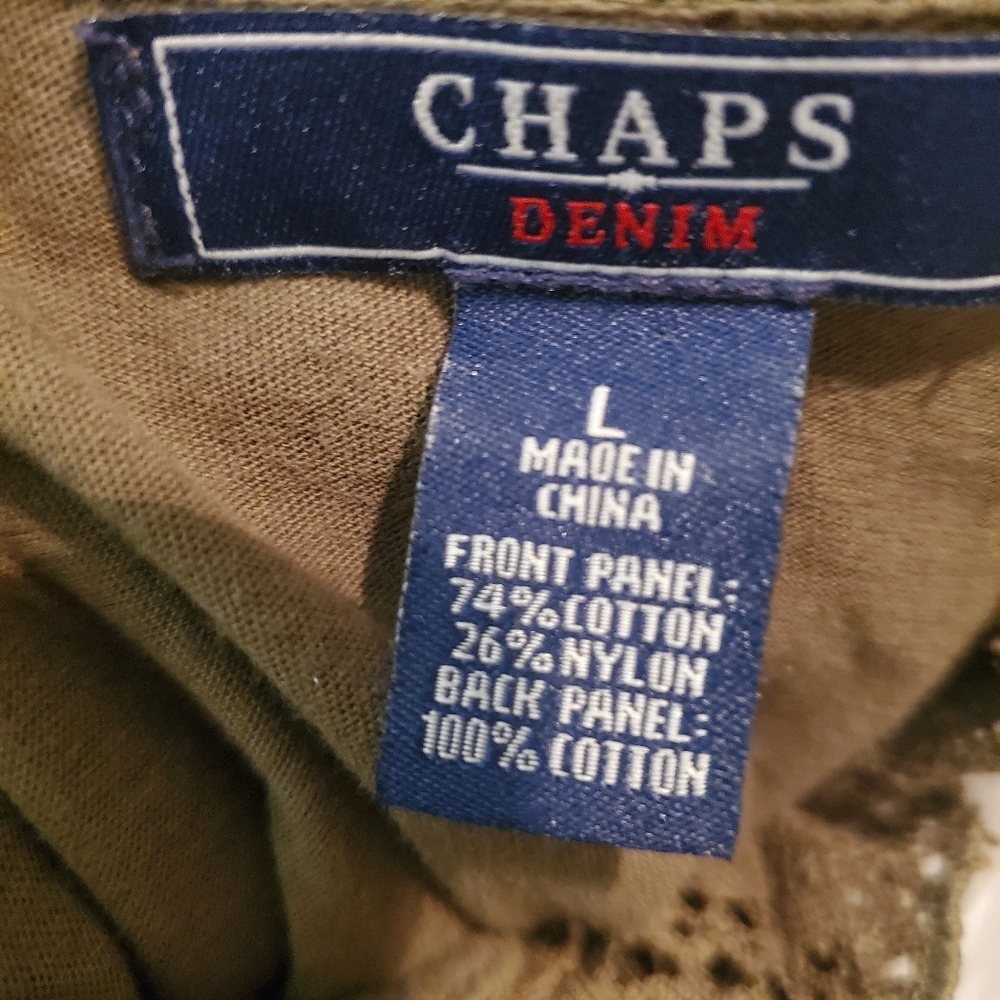 CHAPS
DENIM
L
MADE IN
CHINA
FRONT PANEL:
74% COTTON
26% NYLON
BACK PANEL:
100% COTTON